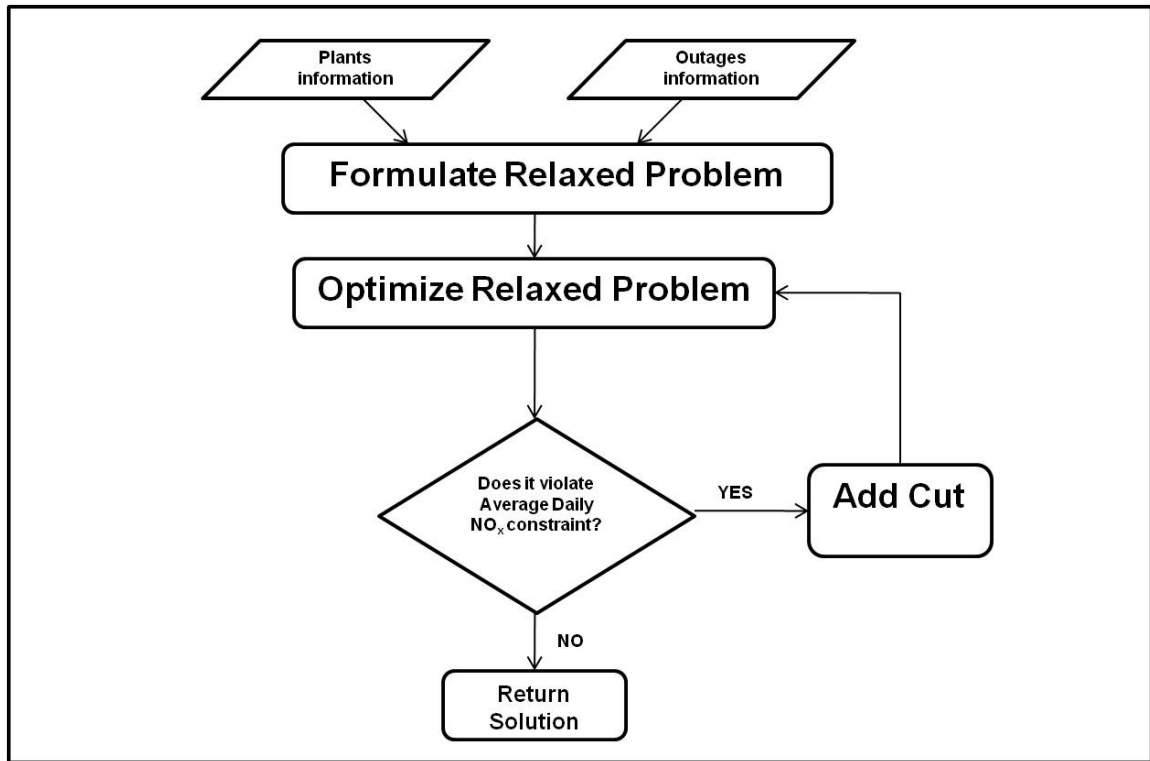 Plants
information
Outages
information
Formulate Relaxed Problem
Optimize Relaxed Problem
Does it violate
Average Daily
NOₓ constraint?
YES
Add Cut
NO
Return
Solution